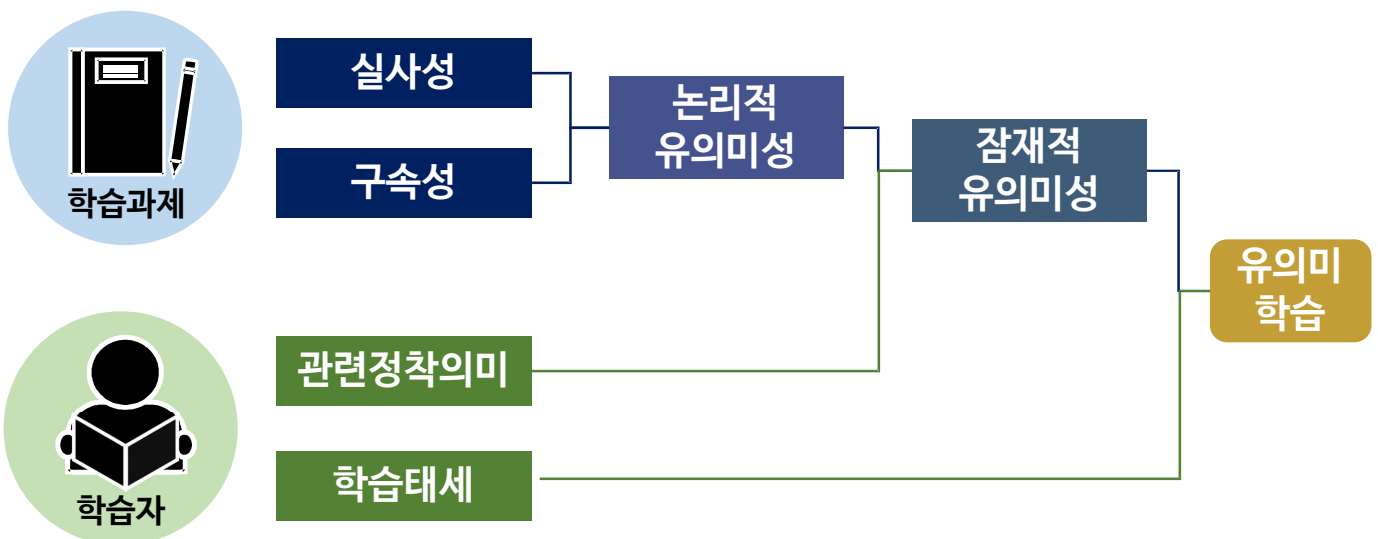 학습과제
실사성
구속성
논리적
유의미성
잠재적
유의미성
유의미
학습
학습자
관련정착의미
학습태세